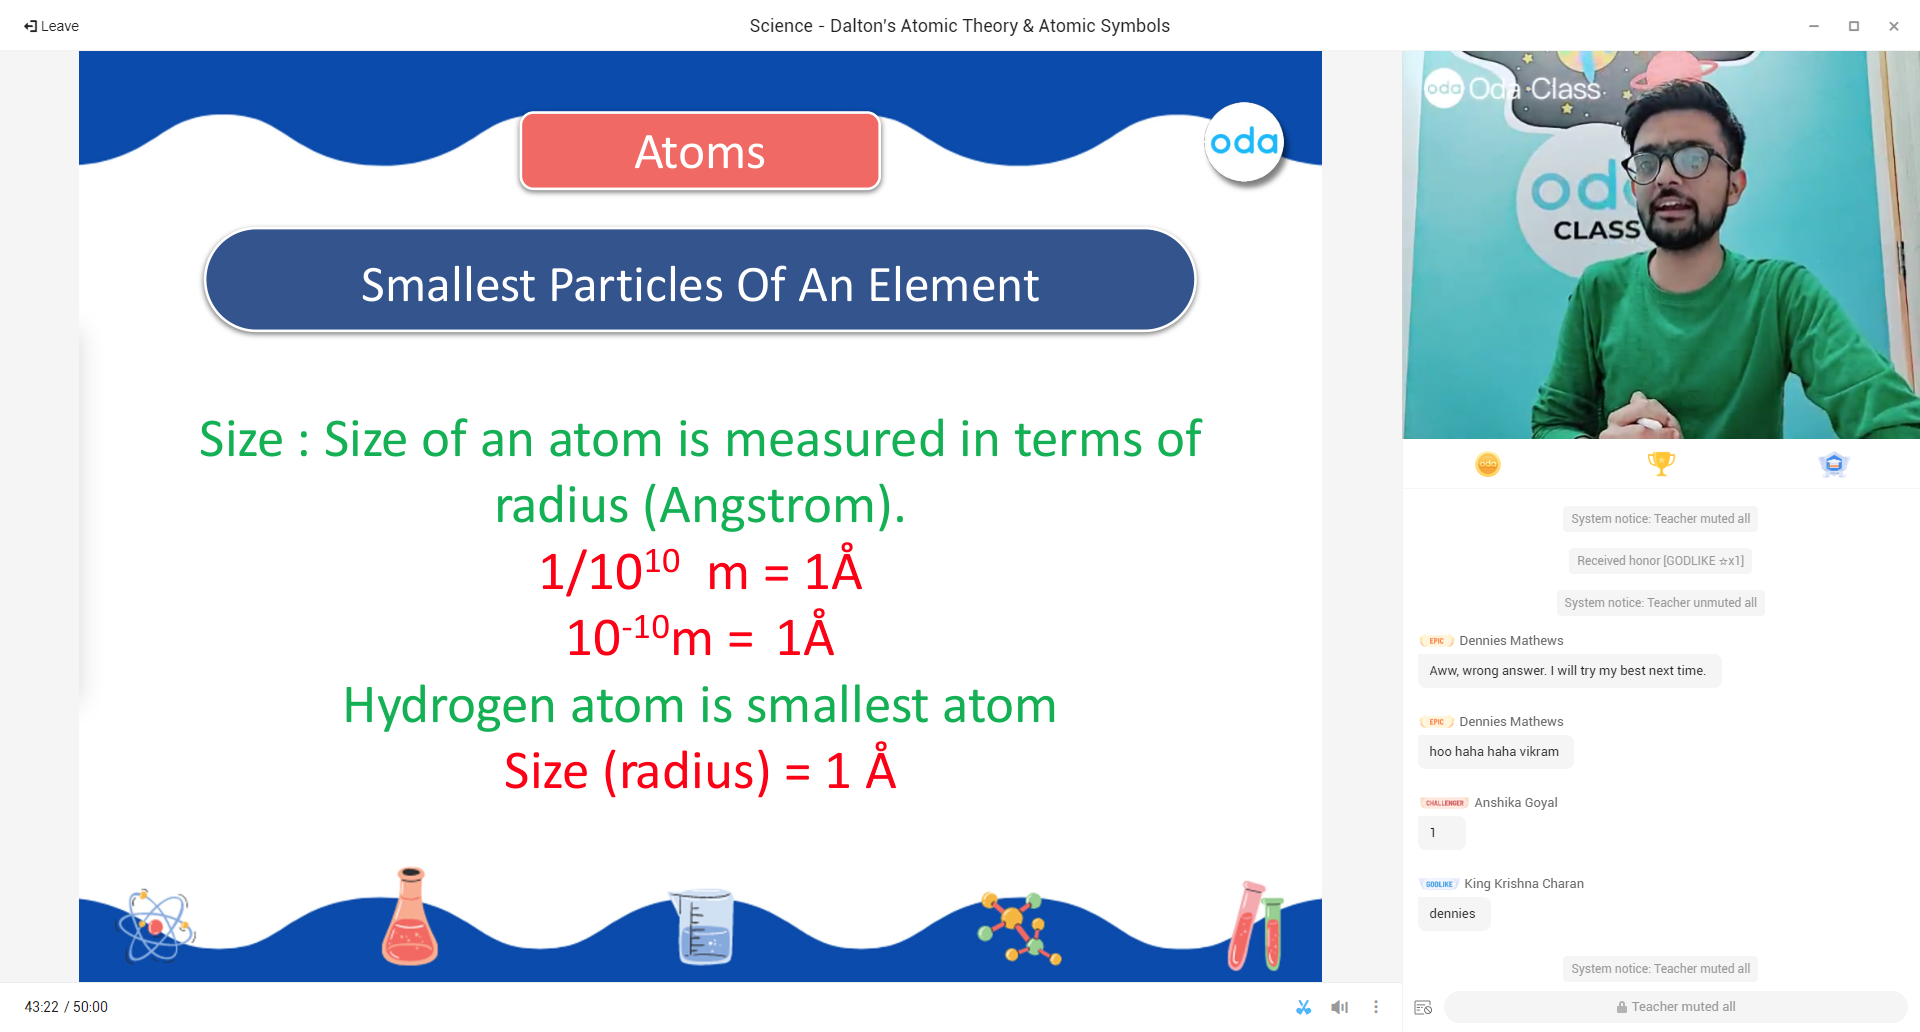 Leave
Science - Dalton's Atomic Theory & Atomic Symbols
Atoms
oda
Smallest Particles Of An Element
Size : Size of an atom is measured in terms of
radius (Angstrom).
1/10¹⁰ m = 1Å
10⁻¹⁰m = 1Å
Hydrogen atom is smallest atom
Size (radius) = 1 Å
43:22 / 50:00
oda Oda Class
od
CLASS
oda
System notice: Teacher muted all
Received honor [GODLIKE ☆x1]
System notice: Teacher unmuted all
EPIC Dennies Mathews
Aww, wrong answer. I will try my best next time.
EPIC Dennies Mathews
hoo haha haha vikram
CHALLENGER Anshika Goyal
1
GODLIKE King Krishna Charan
dennies
System notice: Teacher muted all
Teacher muted all